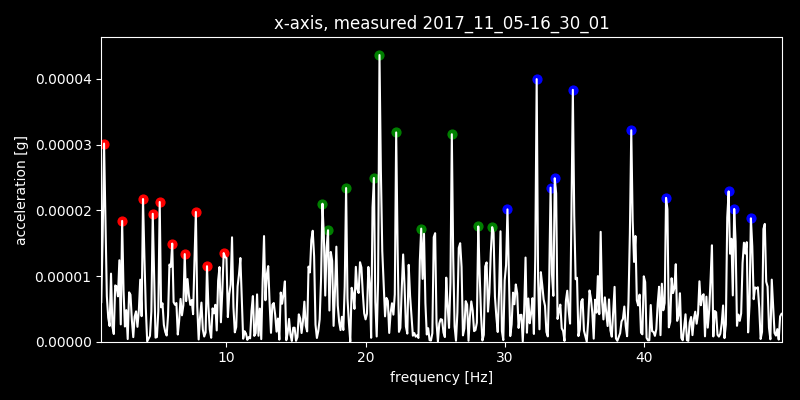 x-axis, measured 2017_11_05-16_30_01
0.00004
0.00003
0.00002
0.00001
0.00000
acceleration [g]
10 20 30 40
frequency [Hz]